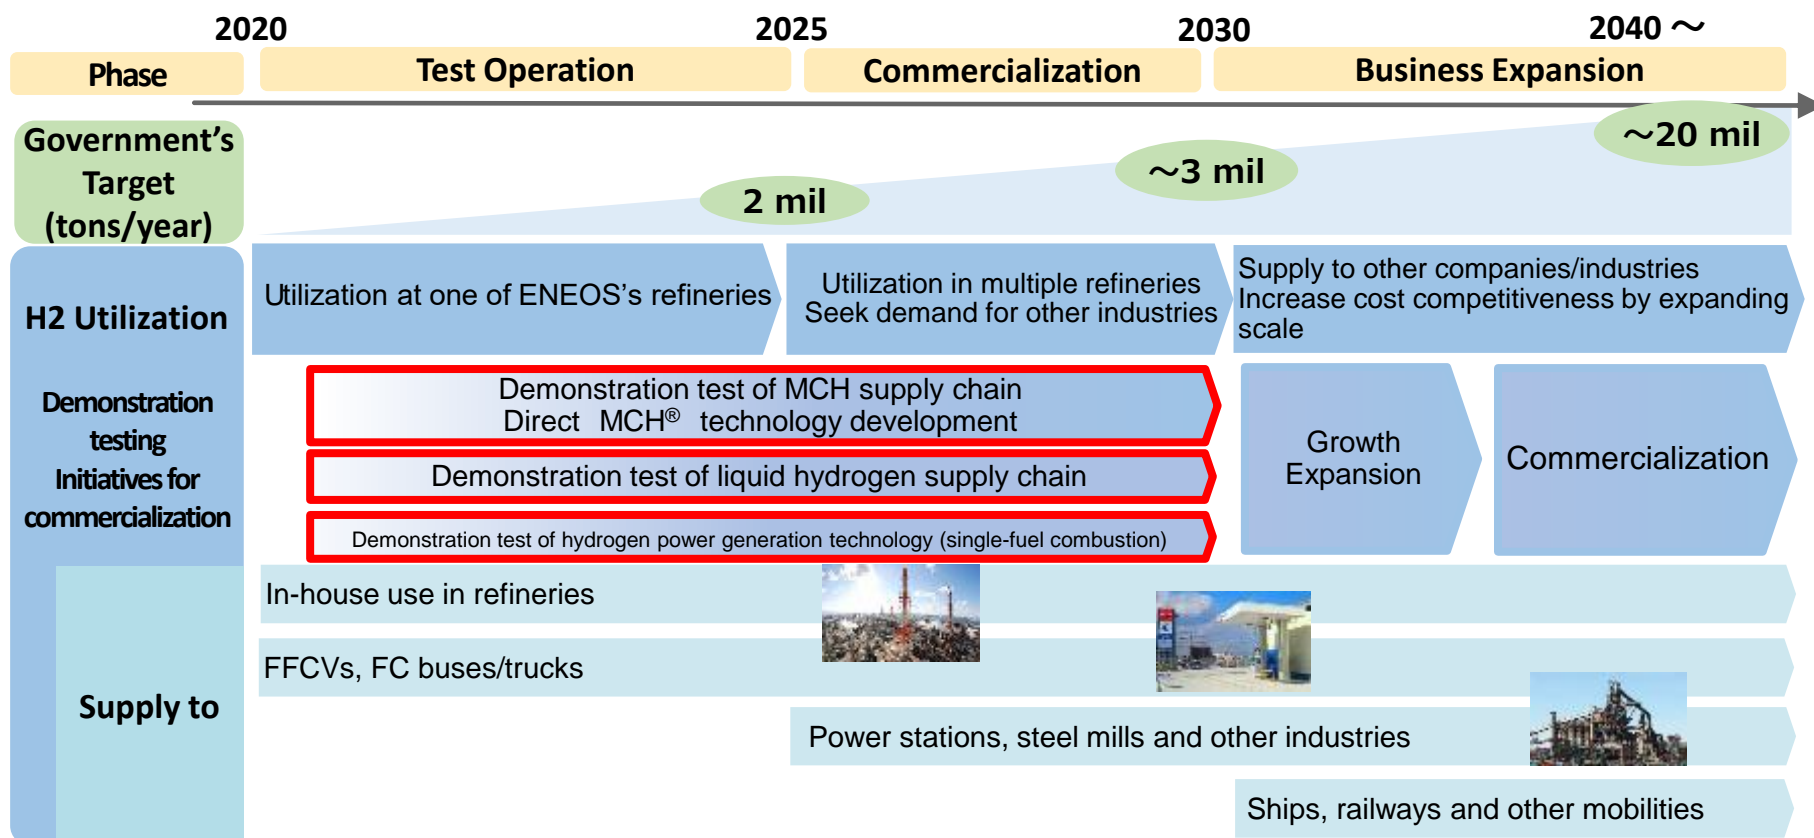 2020
2025
2030
2040 ～
Phase
Test Operation
Commercialization
Business Expansion
Government’s
Target
(tons/year)
2 mil
～3 mil
～20 mil
H2 Utilization
Utilization at one of ENEOS’s refineries
Utilization in multiple refineries
Seek demand for other industries
Supply to other companies/industries
Increase cost competitiveness by expanding
scale
Demonstration
testing
Initiatives for
commercialization
Demonstration test of MCH supply chain
Direct MCH® technology development
Demonstration test of liquid hydrogen supply chain
Demonstration test of hydrogen power generation technology (single-fuel combustion)
Growth
Expansion
Commercialization
Supply to
In-house use in refineries
FFCVs, FC buses/trucks
Power stations, steel mills and other industries
Ships, railways and other mobilities